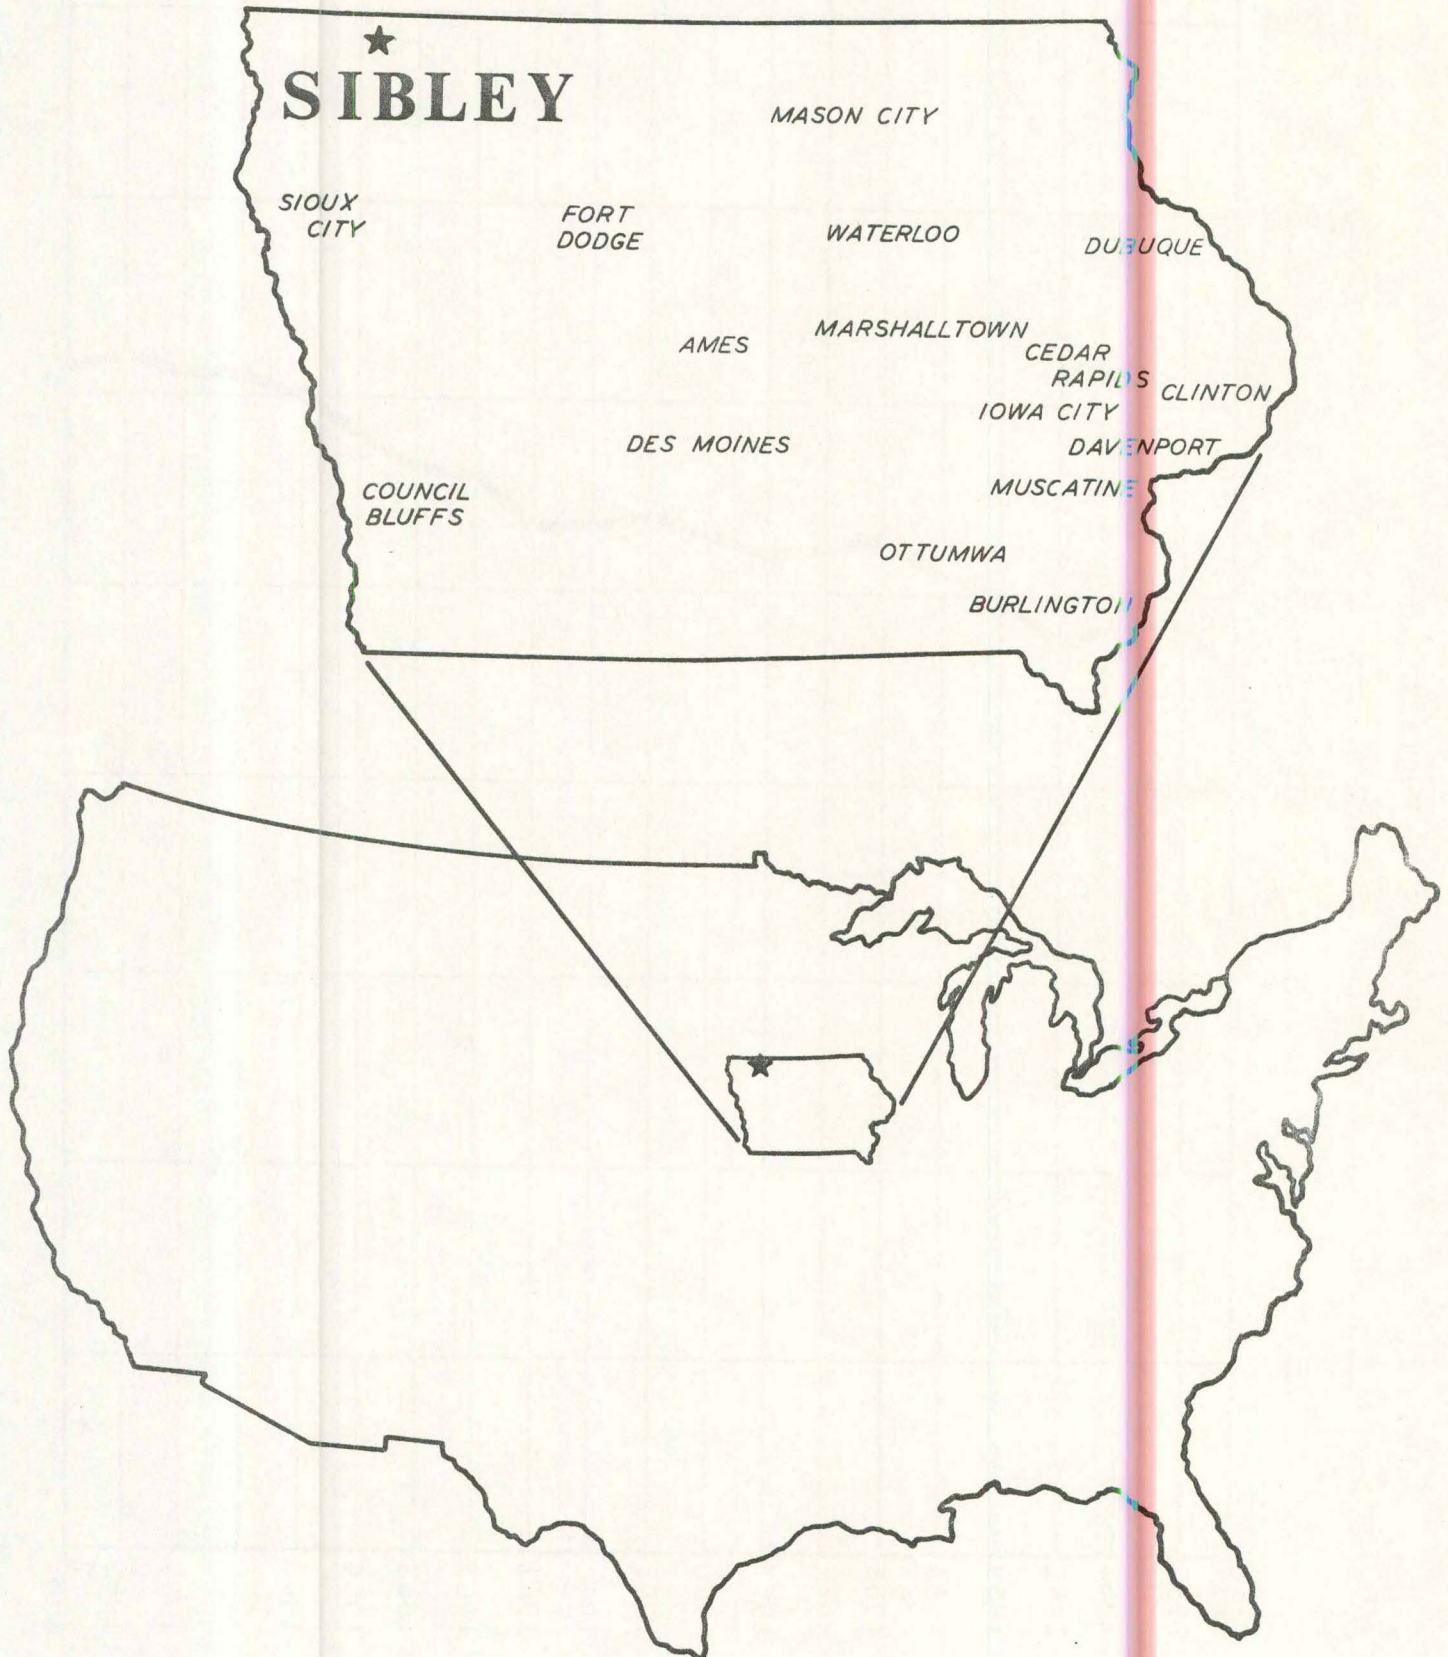 SIBLEY
MASON CITY
SIOUX
CITY
FORT
DODGE
WATERLOO
DUBUQUE
AMES
MARSHALLTOWN
CEDAR
RAPIDS
CLINTON
IOWA CITY
DES MOINES
DAVENPORT
COUNCIL
BLUFFS
MUSCATINE
OTTUMWA
BURLINGTON